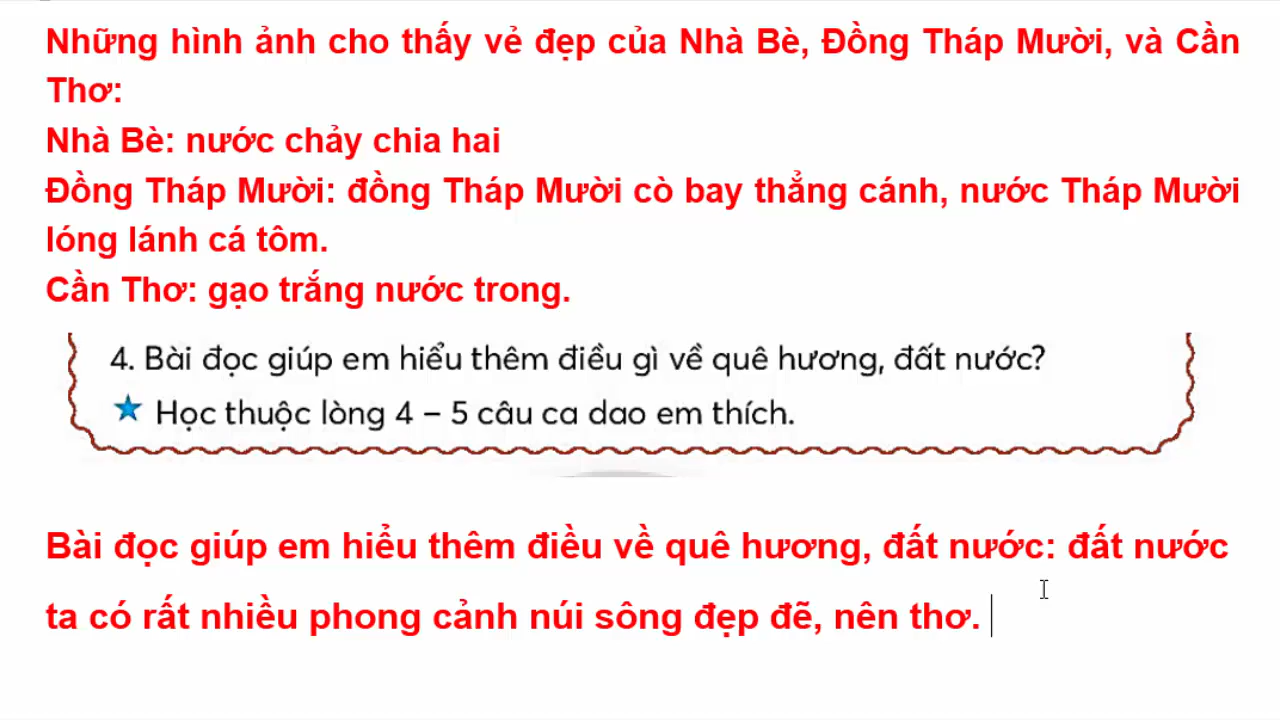 Những hình ảnh cho thấy vẻ đẹp của Nhà Bè, Đồng Tháp Mười, và Cần
Thơ:
Nhà Bè: nước chảy chia hai
Đồng Tháp Mười: đồng Tháp Mười cò bay thẳng cánh, nước Tháp Mười
lóng lánh cá tôm.
Cần Thơ: gạo trắng nước trong.
4. Bài đọc giúp em hiểu thêm điều gì về quê hương, đất nước?
Học thuộc lòng 4 – 5 câu ca dao em thích.
Bài đọc giúp em hiểu thêm điều về quê hương, đất nước: đất nước
ta có rất nhiều phong cảnh núi sông đẹp đẽ, nên thơ.